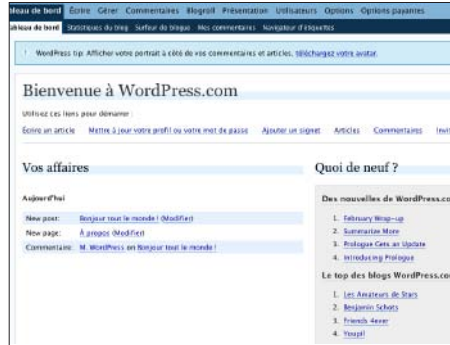 leau de bord Écrire Gérer Commentaires Blogroll Présentation Utilisateurs Options Options payantes
ableau de bord Statistiques du blog Surfeur de blogue Mes commentaires Navigateur d'étiquettes
WordPress tip: Afficher votre portrait à côté de vos commentaires et articles, téléchargez votre avatar.
Bienvenue à WordPress.com
Utilisez ces liens pour démarrer :
Écrire un article Mettre à jour votre profil ou votre mot de passe Ajouter un signet Articles Commentaires Invit
Vos affaires
Quoi de neuf ?
Aujourd'hui
New post: Bonjour tout le monde ! (Modifier)
New page: À propos (Modifier)
Commentaire: M. WordPress on Bonjour tout le monde !
Des nouvelles de WordPress.co
1. February Wrap-up
2. Summarize More
3. Prologue Gets an Update
4. Introducing Prologue
Le top des blogs WordPress.co
1. Les Amateurs de Stars
2. Benjamin Schots
3. Friends 4ever
4. Youpi!